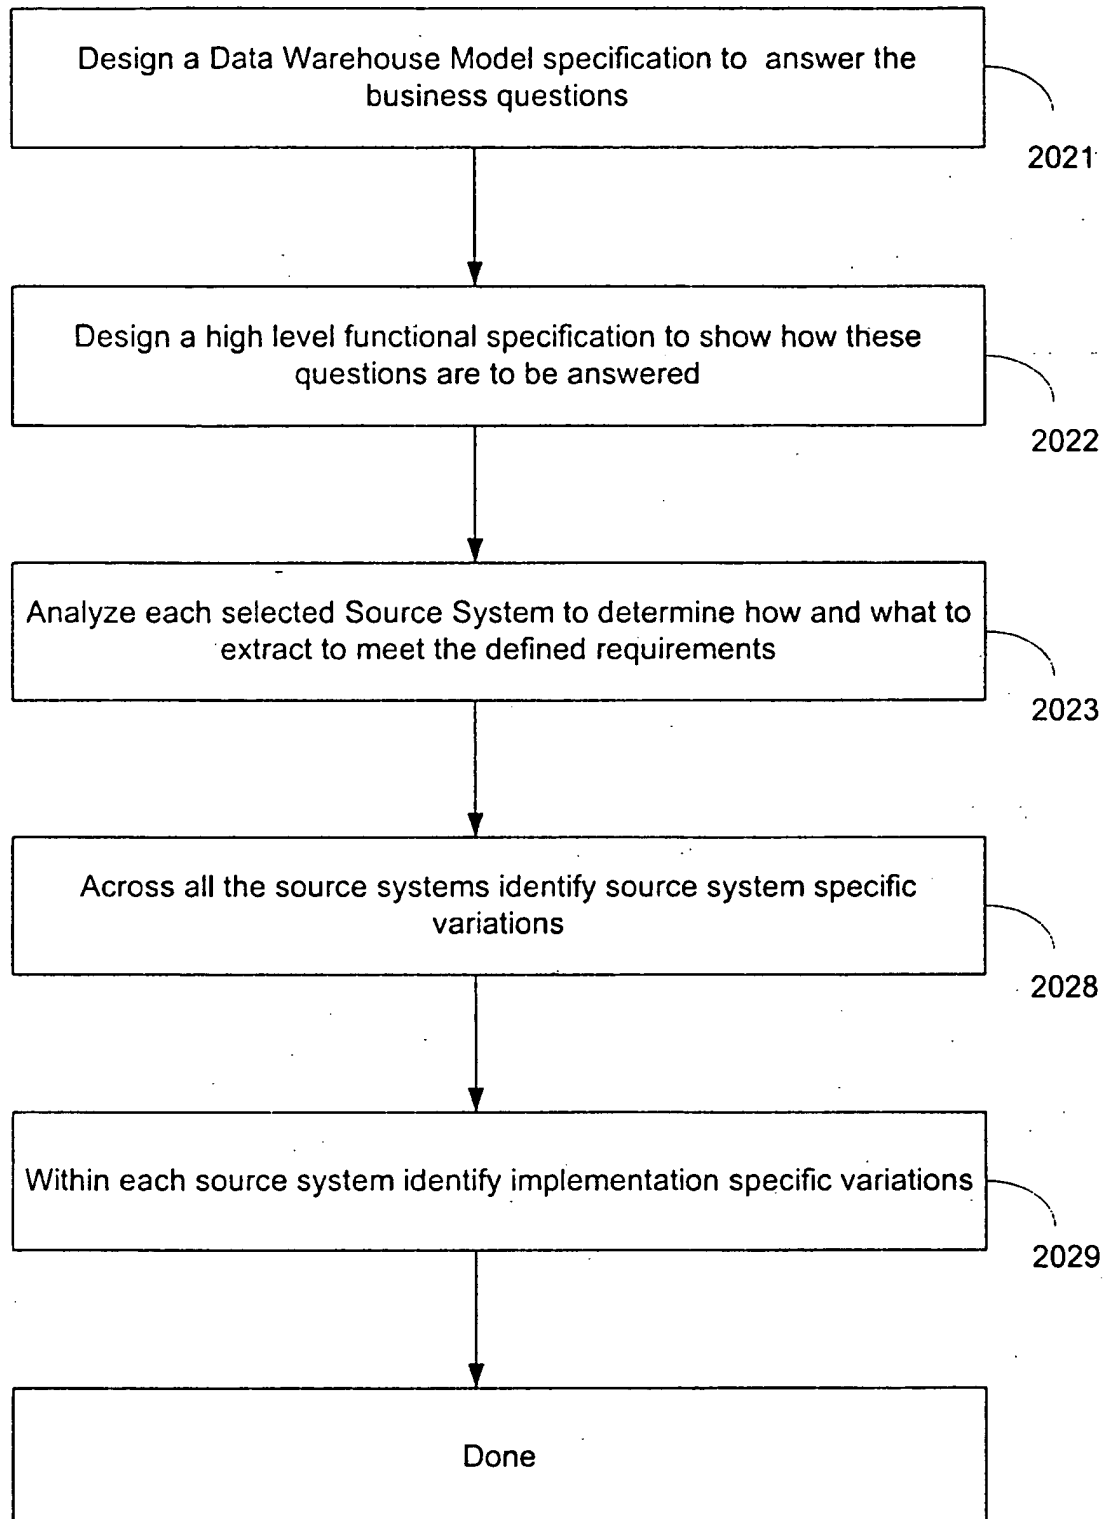 Design a Data Warehouse Model specification to answer the
business questions
2021
Design a high level functional specification to show how these
questions are to be answered
2022
Analyze each selected Source System to determine how and what to
extract to meet the defined requirements
2023
Across all the source systems identify source system specific
variations
2028
Within each source system identify implementation specific variations
2029
Done